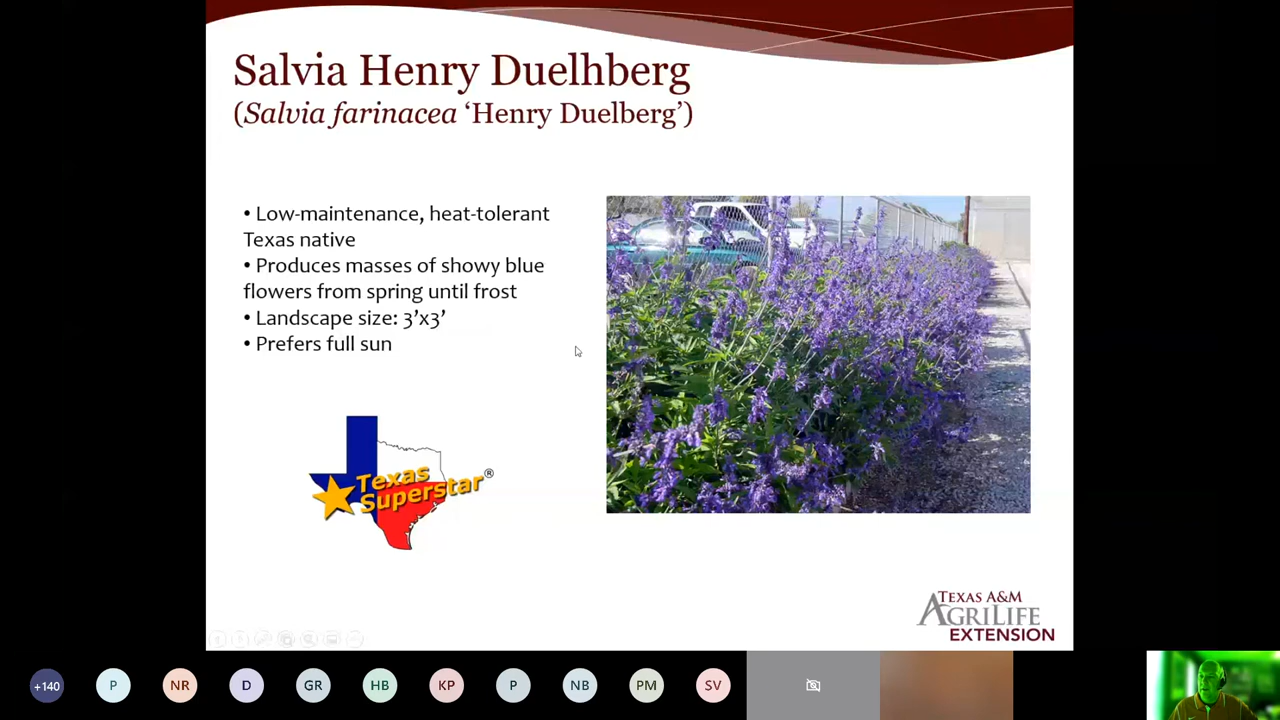 Salvia Henry Duelhberg
(Salvia farinacea ‘Henry Duelberg’)
• Low-maintenance, heat-tolerant
Texas native
• Produces masses of showy blue
flowers from spring until frost
• Landscape size: 3’x3’
• Prefers full sun
Texas
Superstar®
TEXAS A&M
AGRILIFE
EXTENSION
+140 P NR D GR HB KP P NB PM SV